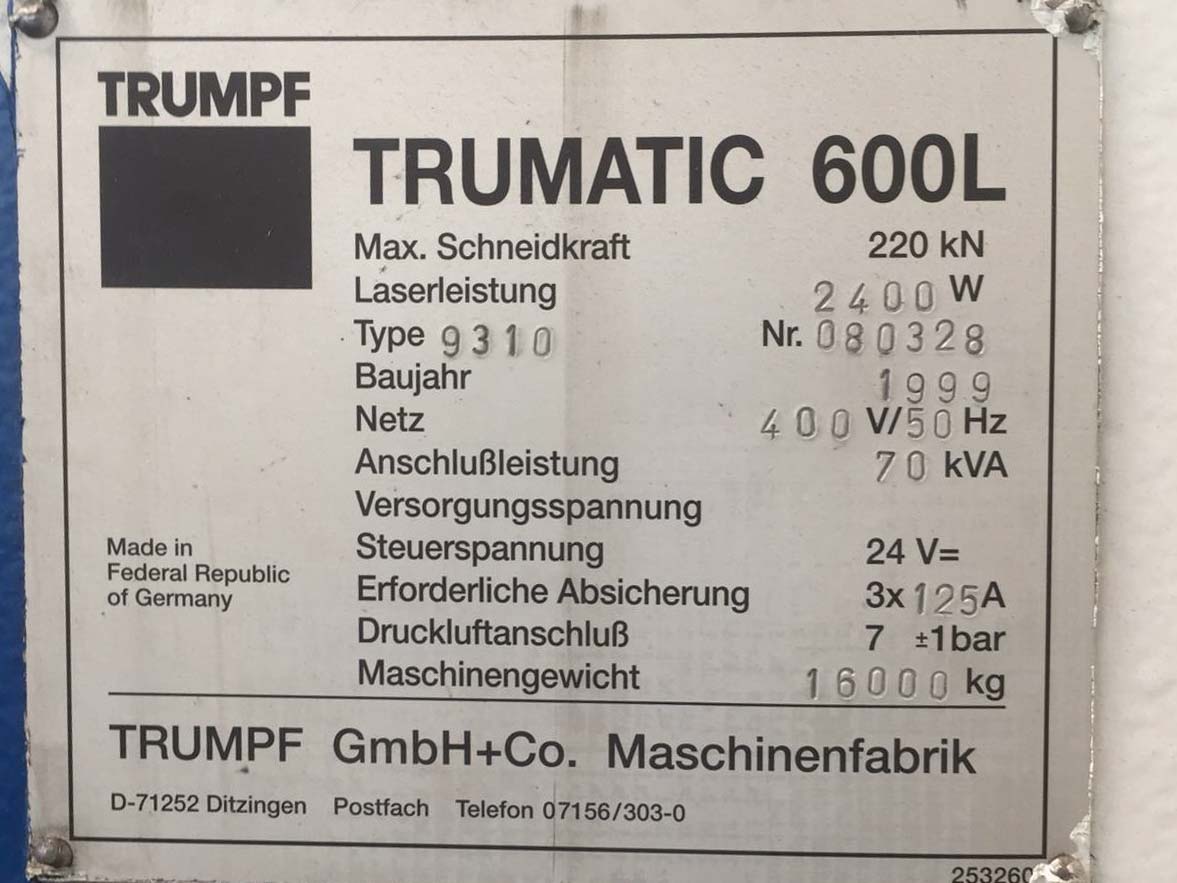 TRUMPF
TRUMATIC 600L
Max. Schneidkraft 220 kN
Laserleistung 2400 W
Type 9310 Nr. 080328
Baujahr 1999
Netz 400 V/50 Hz
Anschlußleistung 70 kVA
Versorgungsspannung
Steuerspannung 24 V=
Erforderliche Absicherung 3x125A
Druckluftanschluß 7 ±1bar
Maschinengewicht 16000 kg
Made in
Federal Republic
of Germany
TRUMPF GmbH+Co. Maschinenfabrik
D-71252 Ditzingen Postfach Telefon 07156/303-0
253260